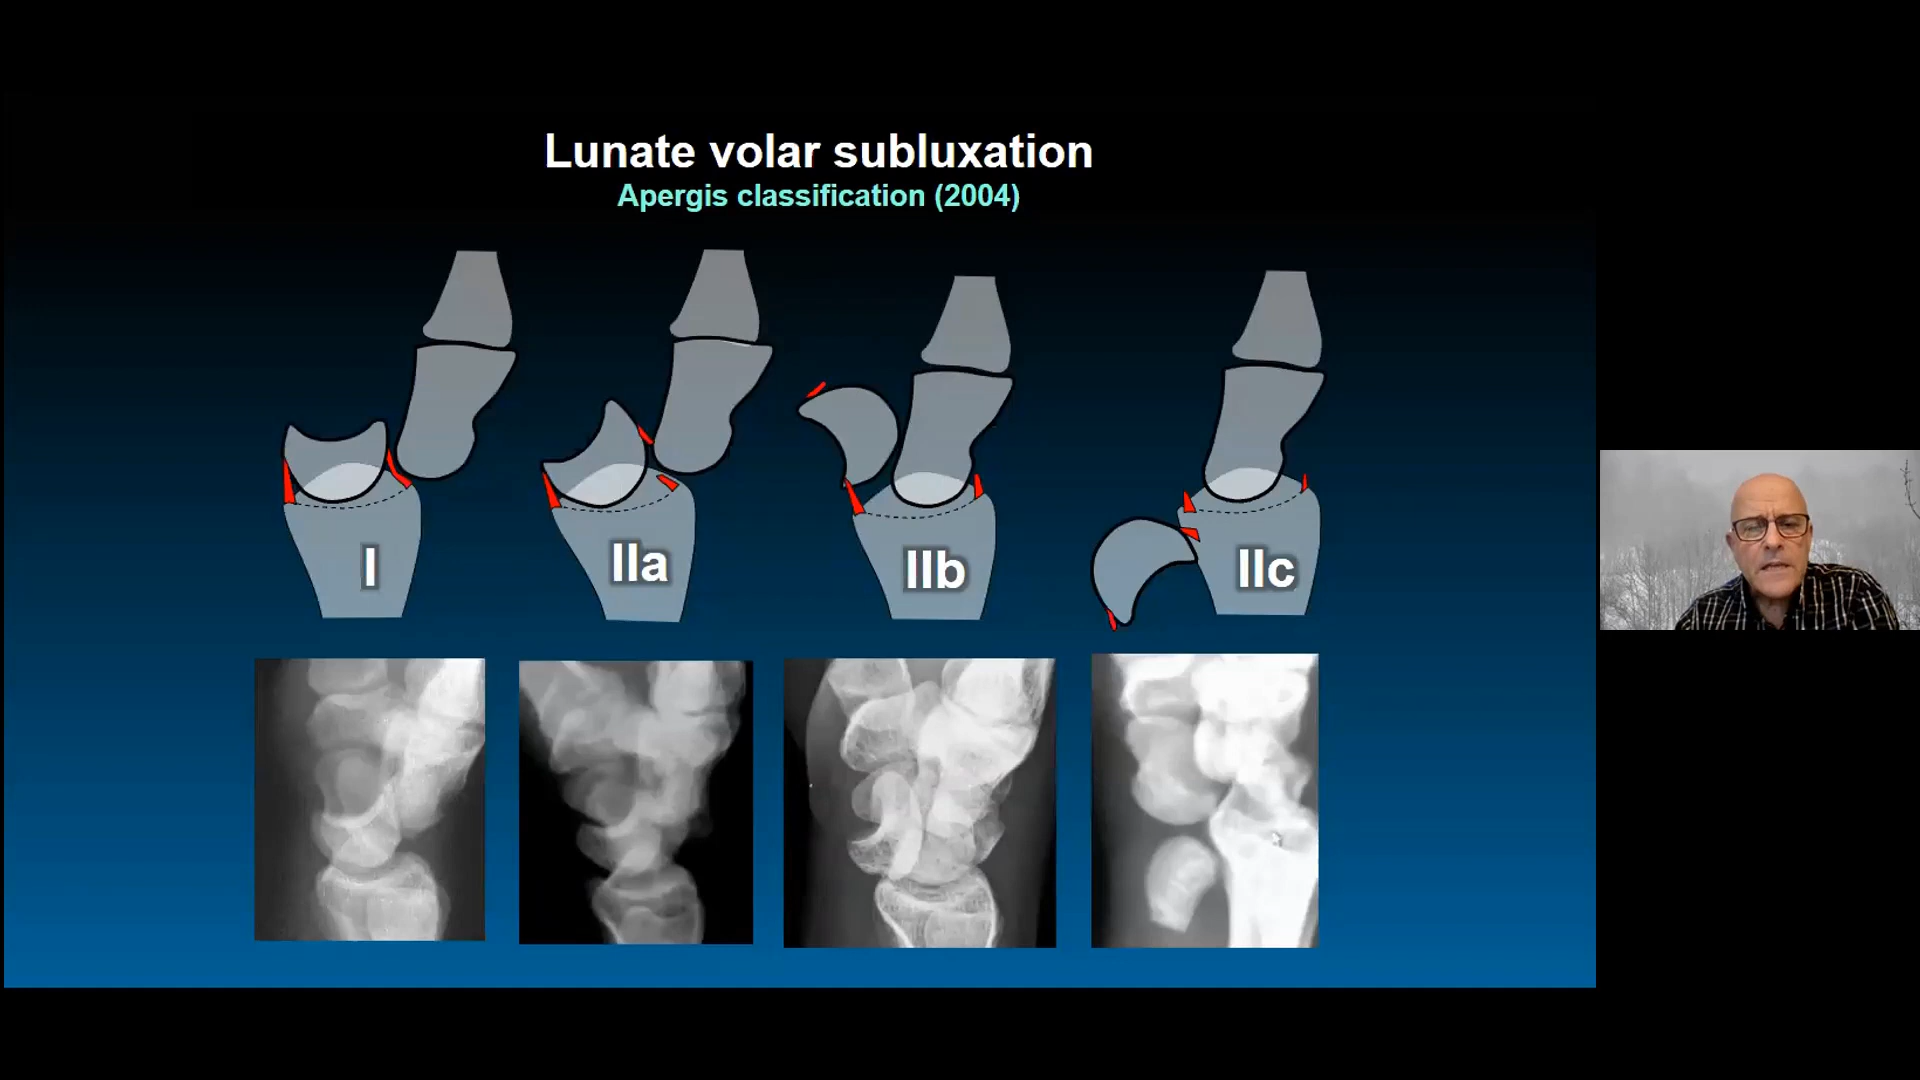 Lunate volar subluxation
Apergis classification (2004)
I
IIa
IIb
IIc